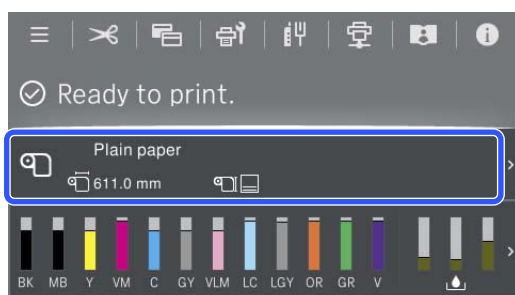 Ready to print.
Plain paper
611.0 mm
BK MB Y VM C GY VLM LC LGY OR GR V